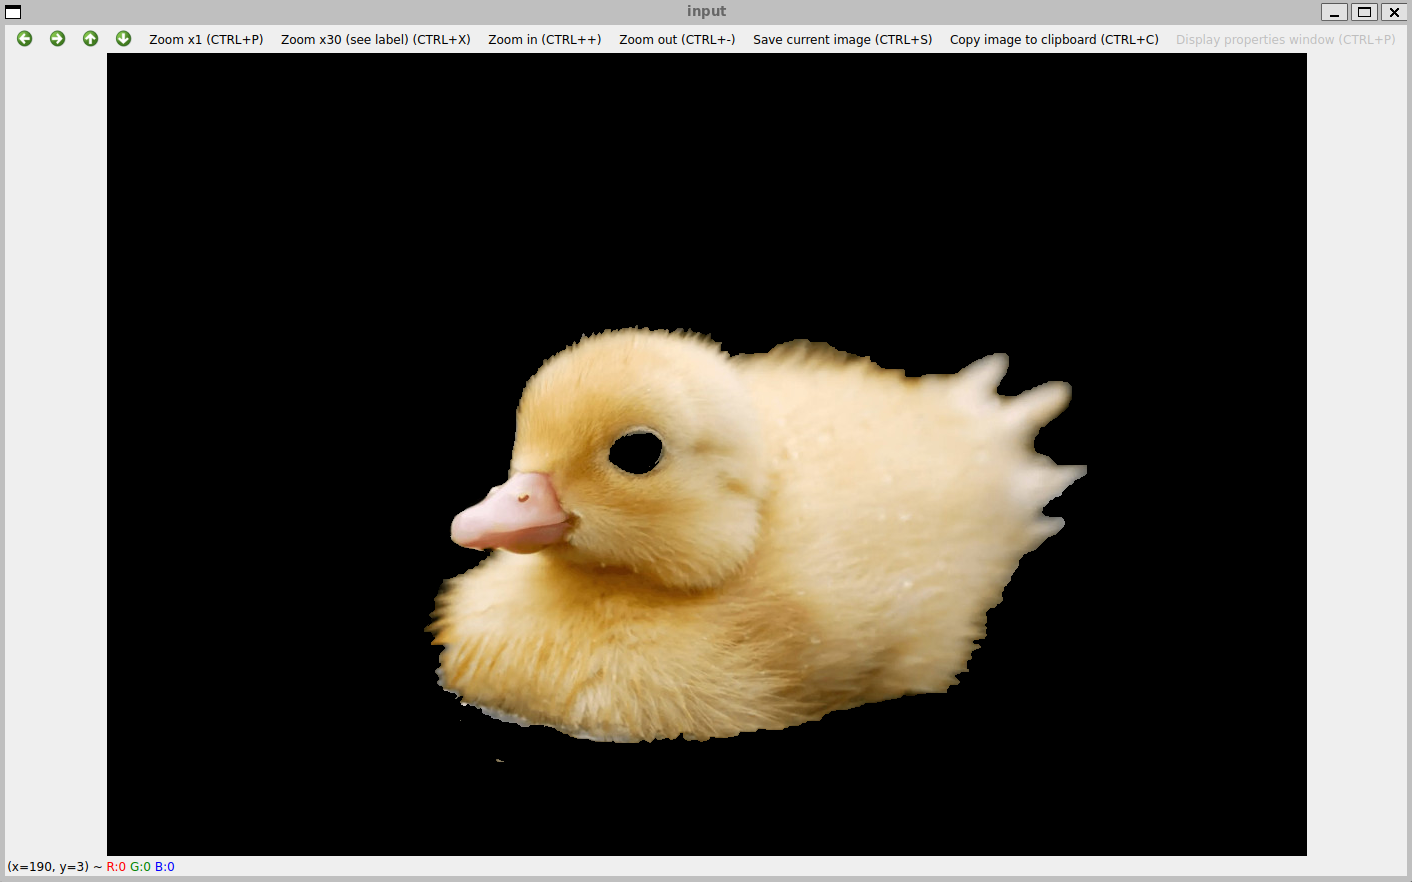 input
Zoom x1 (CTRL+P) Zoom x30 (see label) (CTRL+X) Zoom in (CTRL++) Zoom out (CTRL+-) Save current image (CTRL+S) Copy image to clipboard (CTRL+C) Display properties window (CTRL+P)
(x=190, y=3) ~ R:0 G:0 B:0